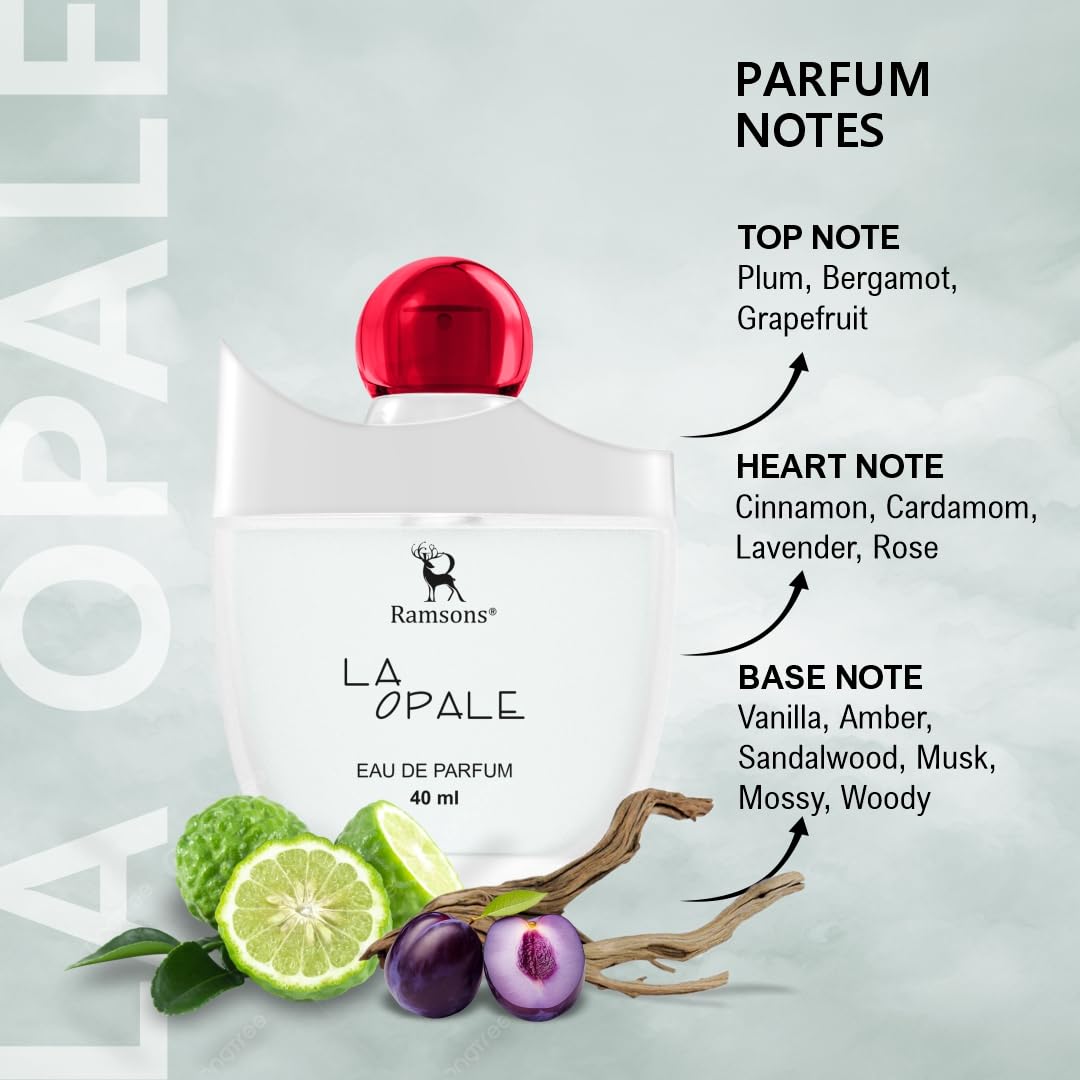 LA OPALE
PARFUM
NOTES
TOP NOTE
Plum, Bergamot,
Grapefruit
HEART NOTE
Cinnamon, Cardamom,
Lavender, Rose
BASE NOTE
Vanilla, Amber,
Sandalwood, Musk,
Mossy, Woody
Ramsons®
LA
OPALE
EAU DE PARFUM
40 ml